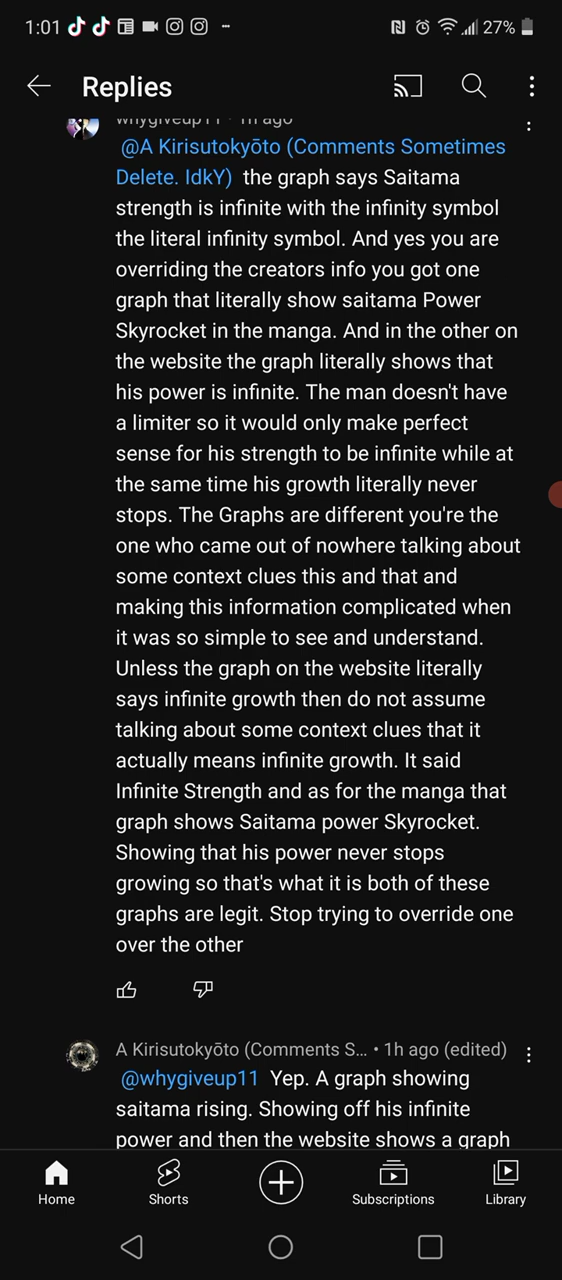 1:01
27%
Replies
whygiveup11 · 1h ago
@A Kirisutokyōto (Comments Sometimes
Delete. IdkY) the graph says Saitama
strength is infinite with the infinity symbol
the literal infinity symbol. And yes you are
overriding the creators info you got one
graph that literally show saitama Power
Skyrocket in the manga. And in the other on
the website the graph literally shows that
his power is infinite. The man doesn't have
a limiter so it would only make perfect
sense for his strength to be infinite while at
the same time his growth literally never
stops. The Graphs are different you're the
one who came out of nowhere talking about
some context clues this and that and
making this information complicated when
it was so simple to see and understand.
Unless the graph on the website literally
says infinite growth then do not assume
talking about some context clues that it
actually means infinite growth. It said
Infinite Strength and as for the manga that
graph shows Saitama power Skyrocket.
Showing that his power never stops
growing so that's what it is both of these
graphs are legit. Stop trying to override one
over the other
A Kirisutokyōto (Comments S... • 1h ago (edited)
@whygiveup11 Yep. A graph showing
saitama rising. Showing off his infinite
power and then the website shows a graph
Home
Shorts
Subscriptions
Library